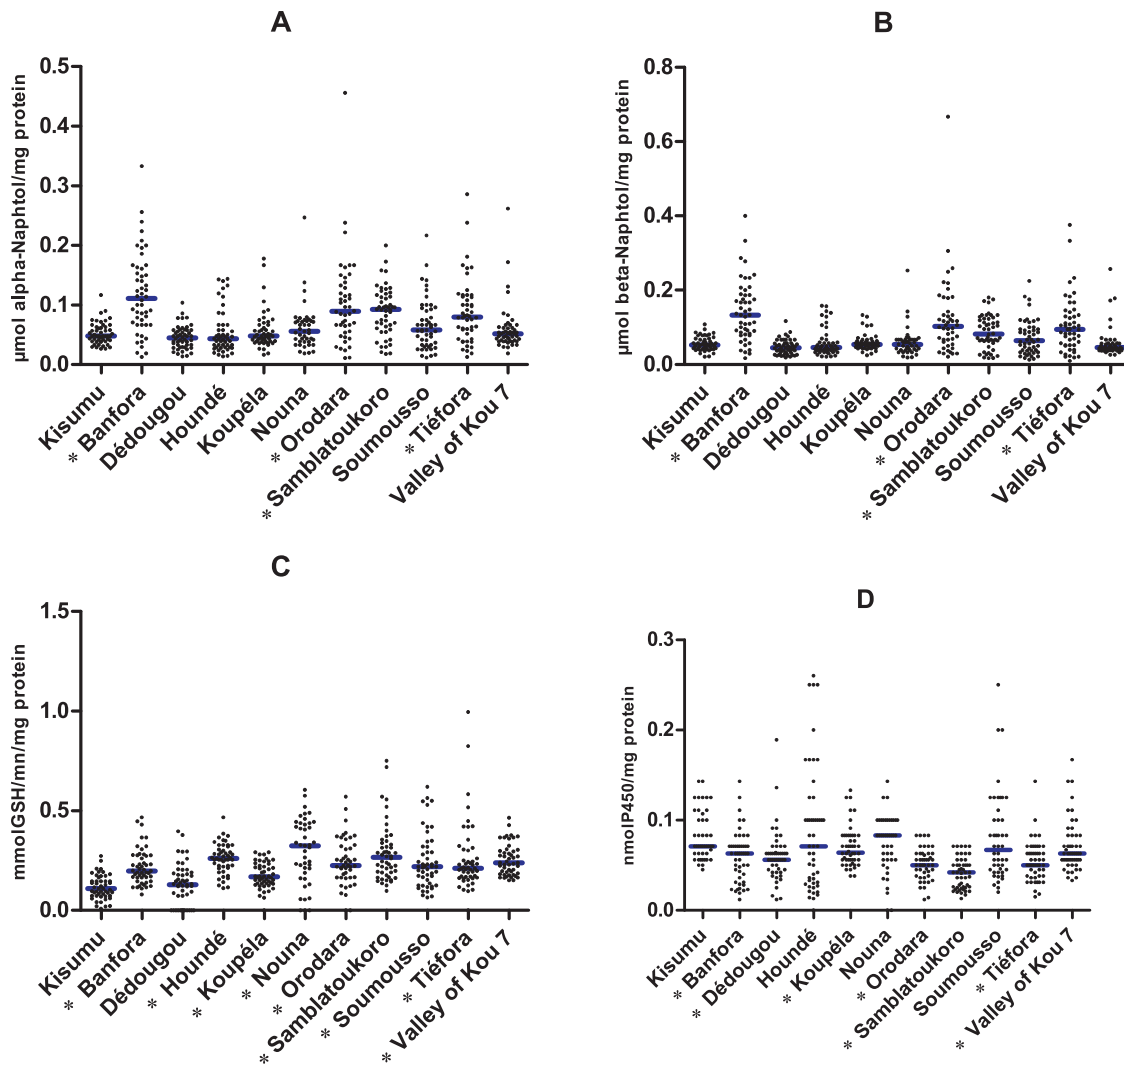 A
µmol alpha-Naphtol/mg protein
0.5
0.4
0.3
0.2
0.1
0.0
Kisumu
* Banfora
Dédougou
Houndé
Koupéla
Nouna
* Orodara
* Samblatoukoro
Soumousso
* Tiéfora
Valley of Kou 7
B
µmol beta-Naphtol/mg protein
0.8
0.6
0.4
0.2
0.0
Kisumu
* Banfora
Dédougou
Houndé
Koupéla
Nouna
* Orodara
* Samblatoukoro
Soumousso
* Tiéfora
Valley of Kou 7
C
mmolGSH/mn/mg protein
1.5
1.0
0.5
0.0
Kisumu
* Banfora
Dédougou
* Houndé
* Koupéla
* Nouna
* Orodara
* Samblatoukoro
* Soumousso
* Tiéfora
* Valley of Kou 7
D
nmolP450/mg protein
0.3
0.2
0.1
0.0
Kisumu
* Banfora
* Dédougou
Houndé
* Koupéla
Nouna
* Orodara
* Samblatoukoro
Soumousso
* Tiéfora
* Valley of Kou 7